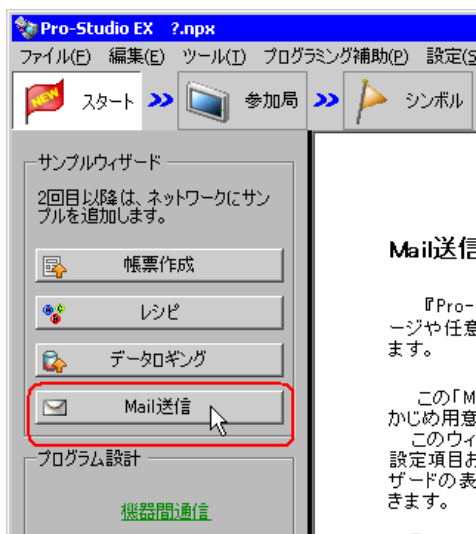 Pro-Studio EX ?.npx
ファイル(F) 編集(E) ツール(T) プログラミング補助(P) 設定(S
NEW スタート 参加局 シンボル
サンプルウィザード
2回目以降は、ネットワークにサン
プルを追加します。
帳票作成
レシピ
データロギング
Mail送信
プログラム設計
機器間通信
Mail送信
『Pro-
ージや任意
ます。
この「M
かじめ用意
このウィ
設定項目お
ザードの表
きます。